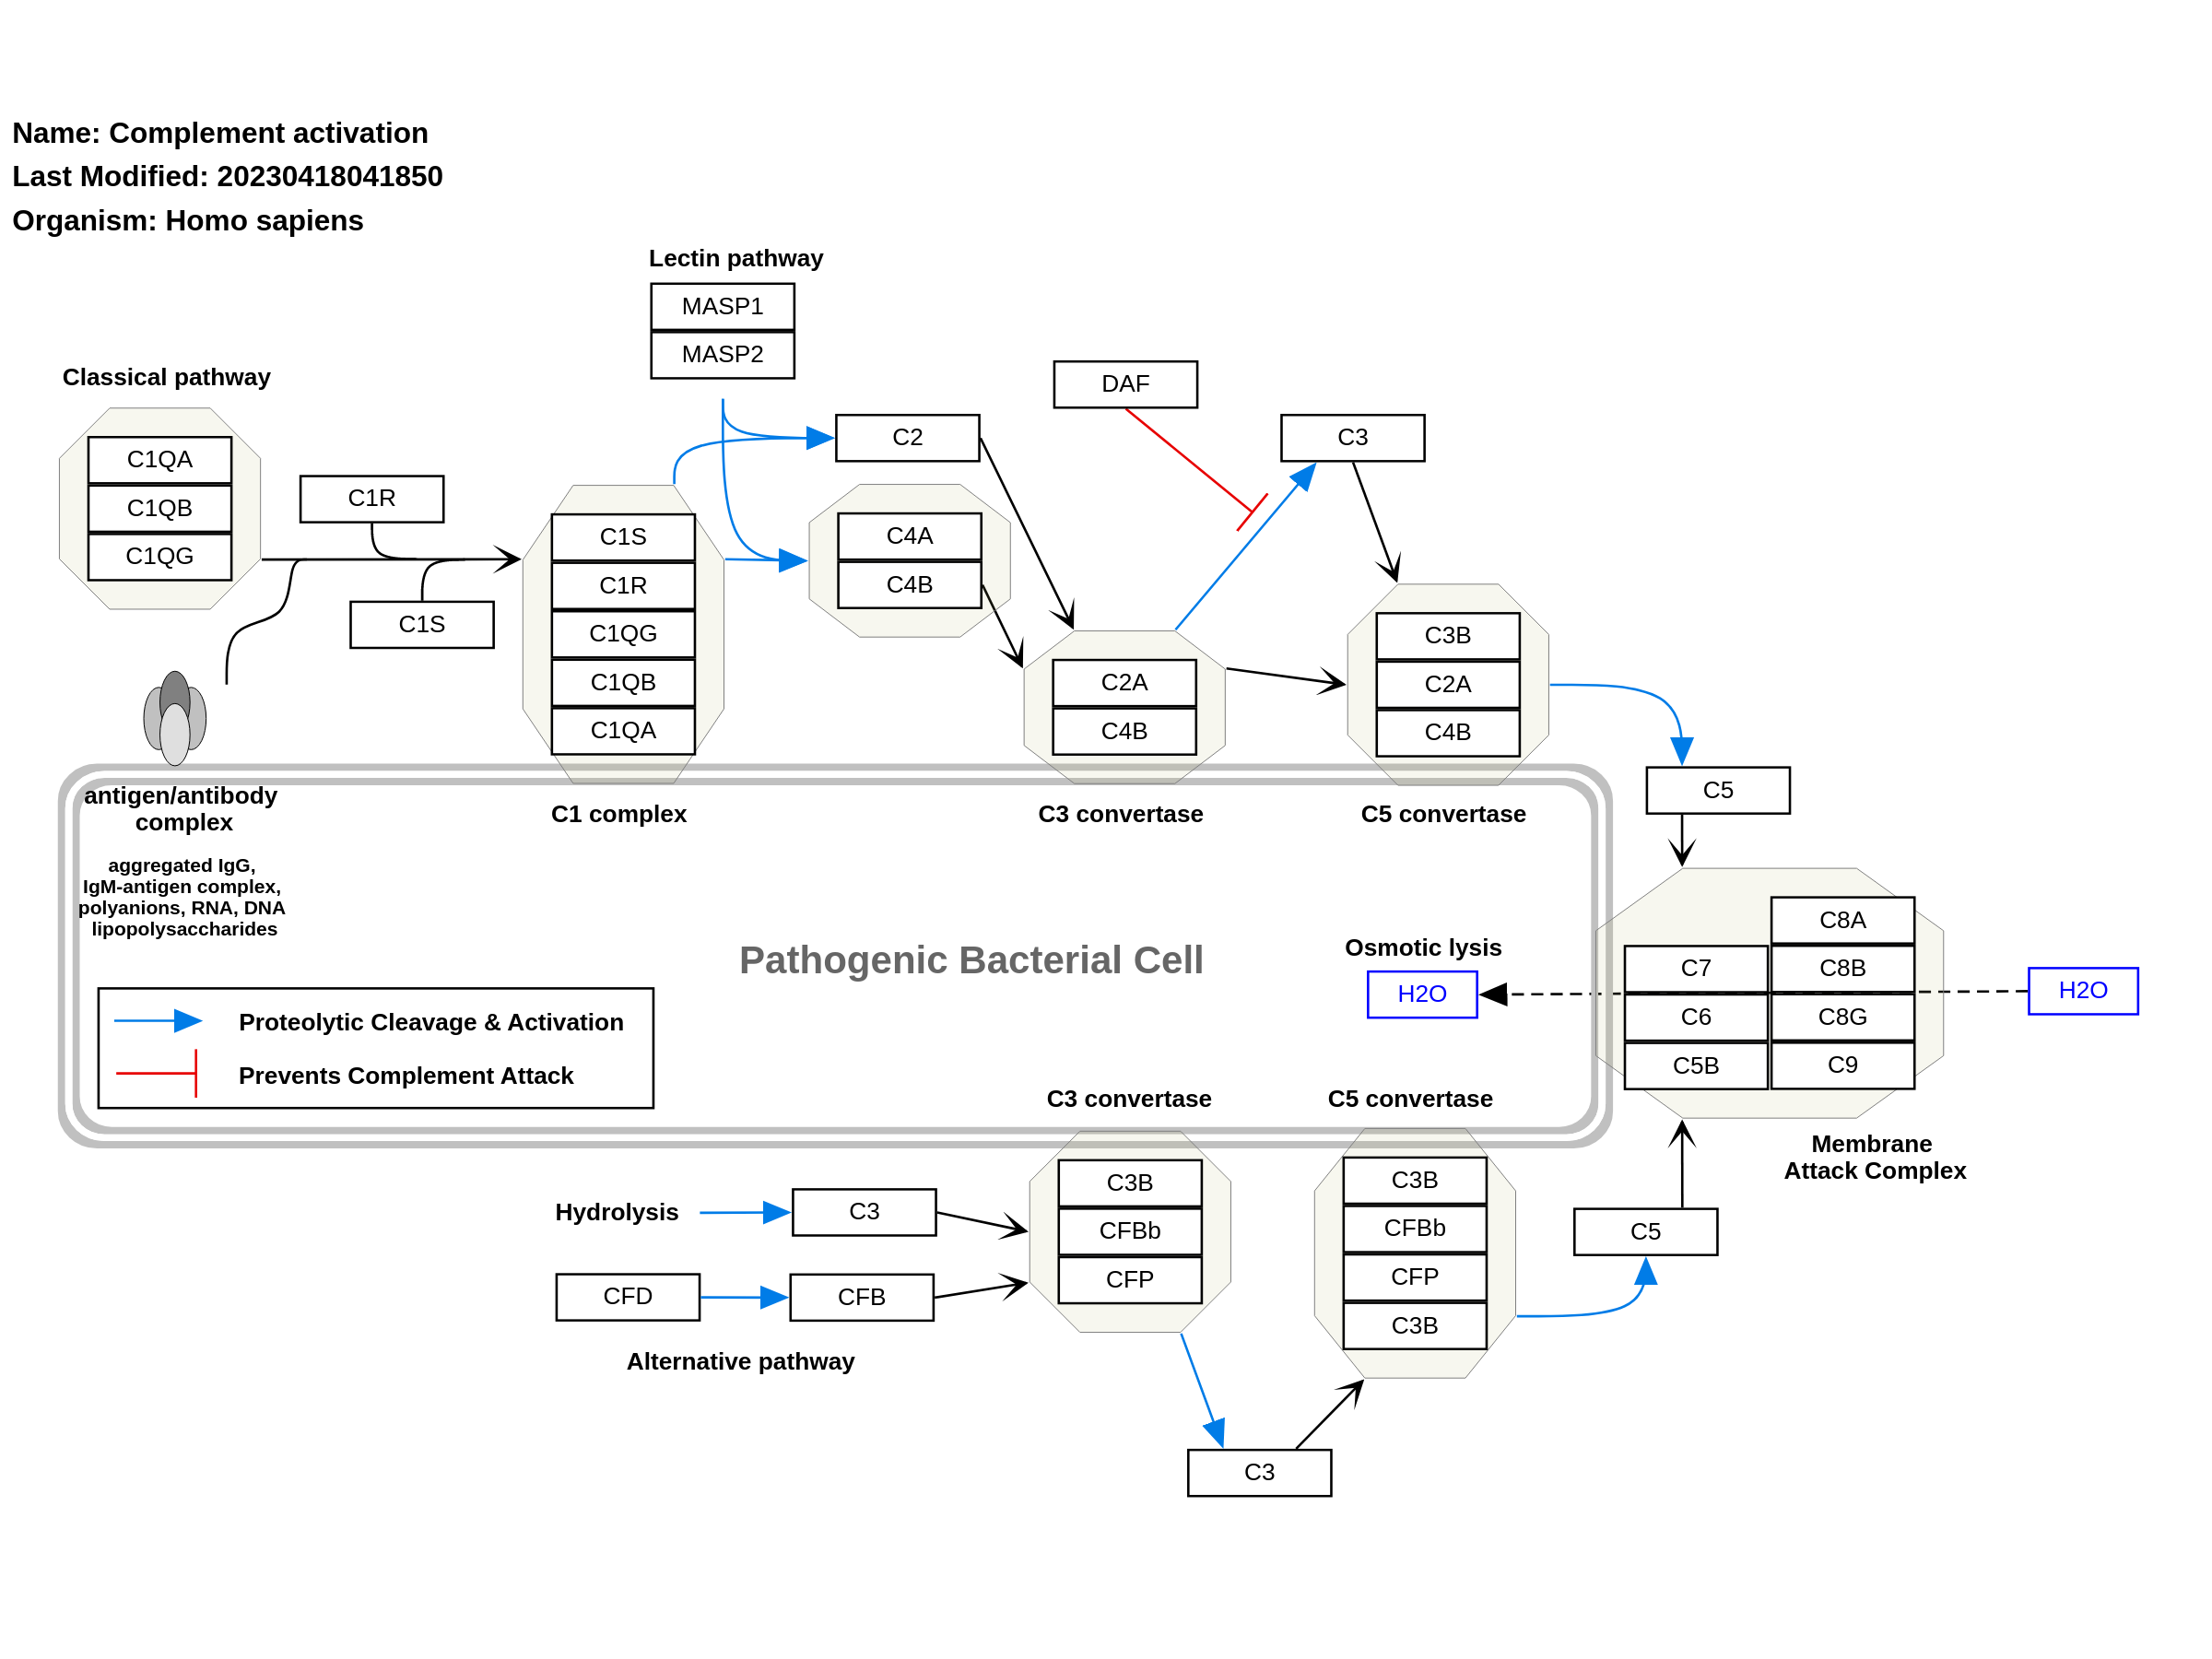 Name: Complement activation
Last Modified: 20230418041850
Organism: Homo sapiens
Lectin pathway
MASP1
MASP2
Classical pathway
C1QA
C1QB
C1QG
C1R
C1S
C1S
C1R
C1QG
C1QB
C1QA
C1 complex
C2
C4A
C4B
DAF
C3
C2A
C4B
C3 convertase
C3B
C2A
C4B
C5 convertase
C5
antigen/antibody
complex
aggregated IgG,
IgM-antigen complex,
polyanions, RNA, DNA
lipopolysaccharides
Pathogenic Bacterial Cell
Osmotic lysis
H2O
C7
C6
C5B
C8A
C8B
C8G
C9
H2O
Membrane
Attack Complex
Proteolytic Cleavage & Activation
Prevents Complement Attack
C3 convertase
C5 convertase
Hydrolysis
C3
CFD
CFB
Alternative pathway
C3B
CFBb
CFP
C3B
CFBb
CFP
C3B
C5
C3